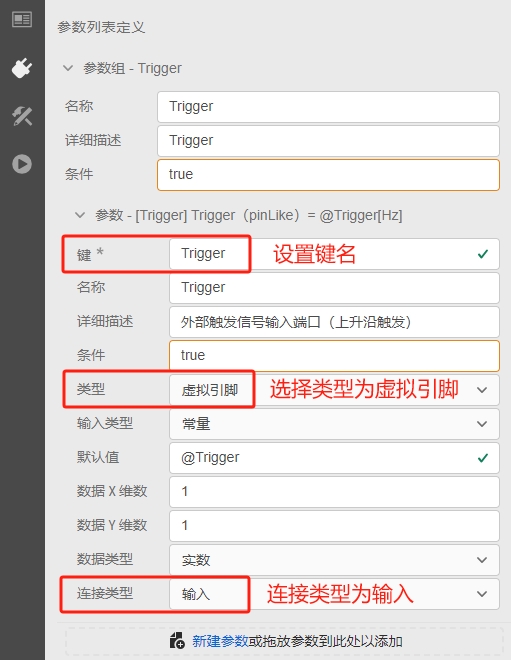 参数列表定义
参数组 - Trigger
名称 Trigger
详细描述 Trigger
条件 true
参数 - [Trigger] Trigger（pinLike）= @Trigger[Hz]
键 * Trigger 设置键名
名称 Trigger
详细描述 外部触发信号输入端口（上升沿触发）
条件 true
类型 虚拟引脚 选择类型为虚拟引脚
输入类型 常量
默认值 @Trigger
数据 X 维数 1
数据 Y 维数 1
数据类型 实数
连接类型 输入 连接类型为输入
新建参数或拖放参数到此处以添加